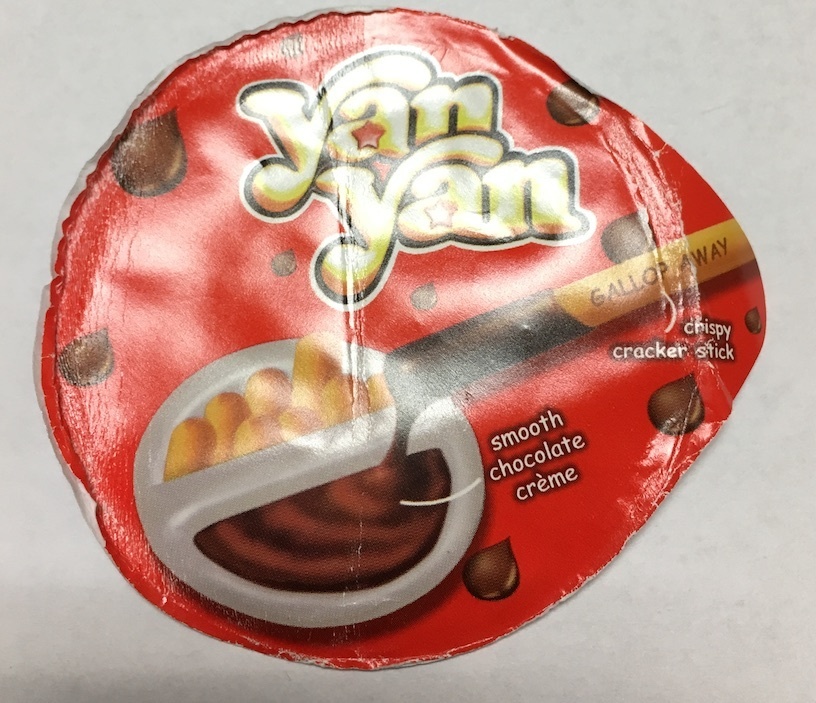 yan
yan
GALLOP AWAY
crispy
cracker stick
smooth
chocolate
crème